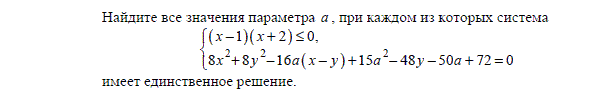 Найдите все значения параметра a, при каждом из которых система
{(x−1)(x+2)≤0,
8x²+8y²−16a(x−y)+15a²−48y−50a+72=0
имеет единственное решение.